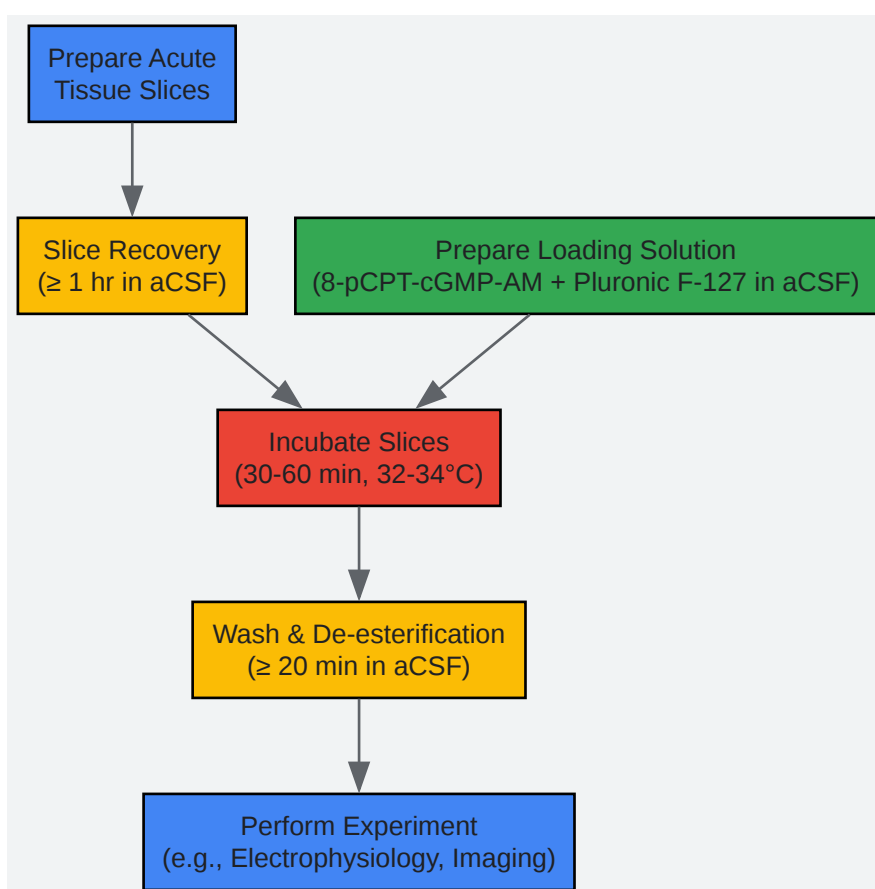 Prepare Acute
Tissue Slices
Slice Recovery
(≥ 1 hr in aCSF)
Prepare Loading Solution
(8-pCPT-cGMP-AM + Pluronic F-127 in aCSF)
Incubate Slices
(30-60 min, 32-34°C)
Wash & De-esterification
(≥ 20 min in aCSF)
Perform Experiment
(e.g., Electrophysiology, Imaging)